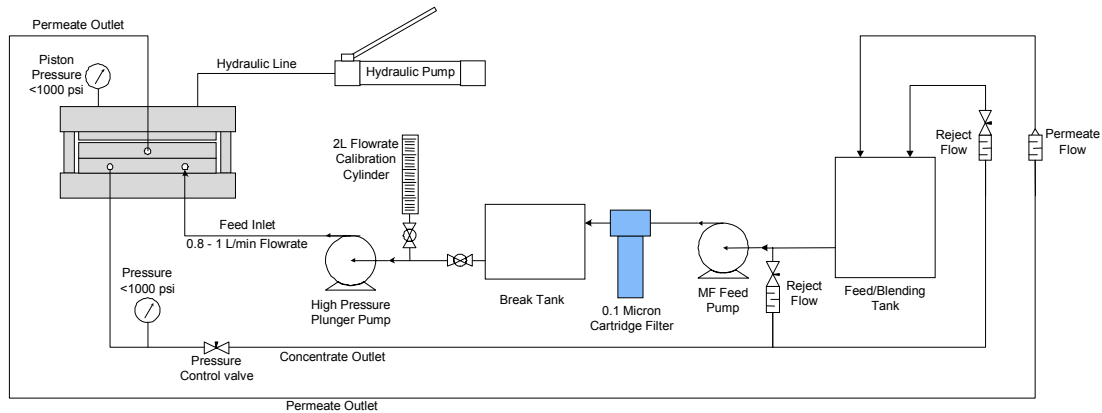 Permeate Outlet
Piston
Pressure
<1000 psi
Hydraulic Line
Hydraulic Pump
2L Flowrate
Calibration
Cylinder
Reject
Flow
Permeate
Flow
Feed Inlet
0.8 - 1 L/min Flowrate
Pressure
<1000 psi
High Pressure
Plunger Pump
Break Tank
0.1 Micron
Cartridge Filter
MF Feed
Pump
Reject
Flow
Feed/Blending
Tank
Pressure
Control valve
Concentrate Outlet
Permeate Outlet